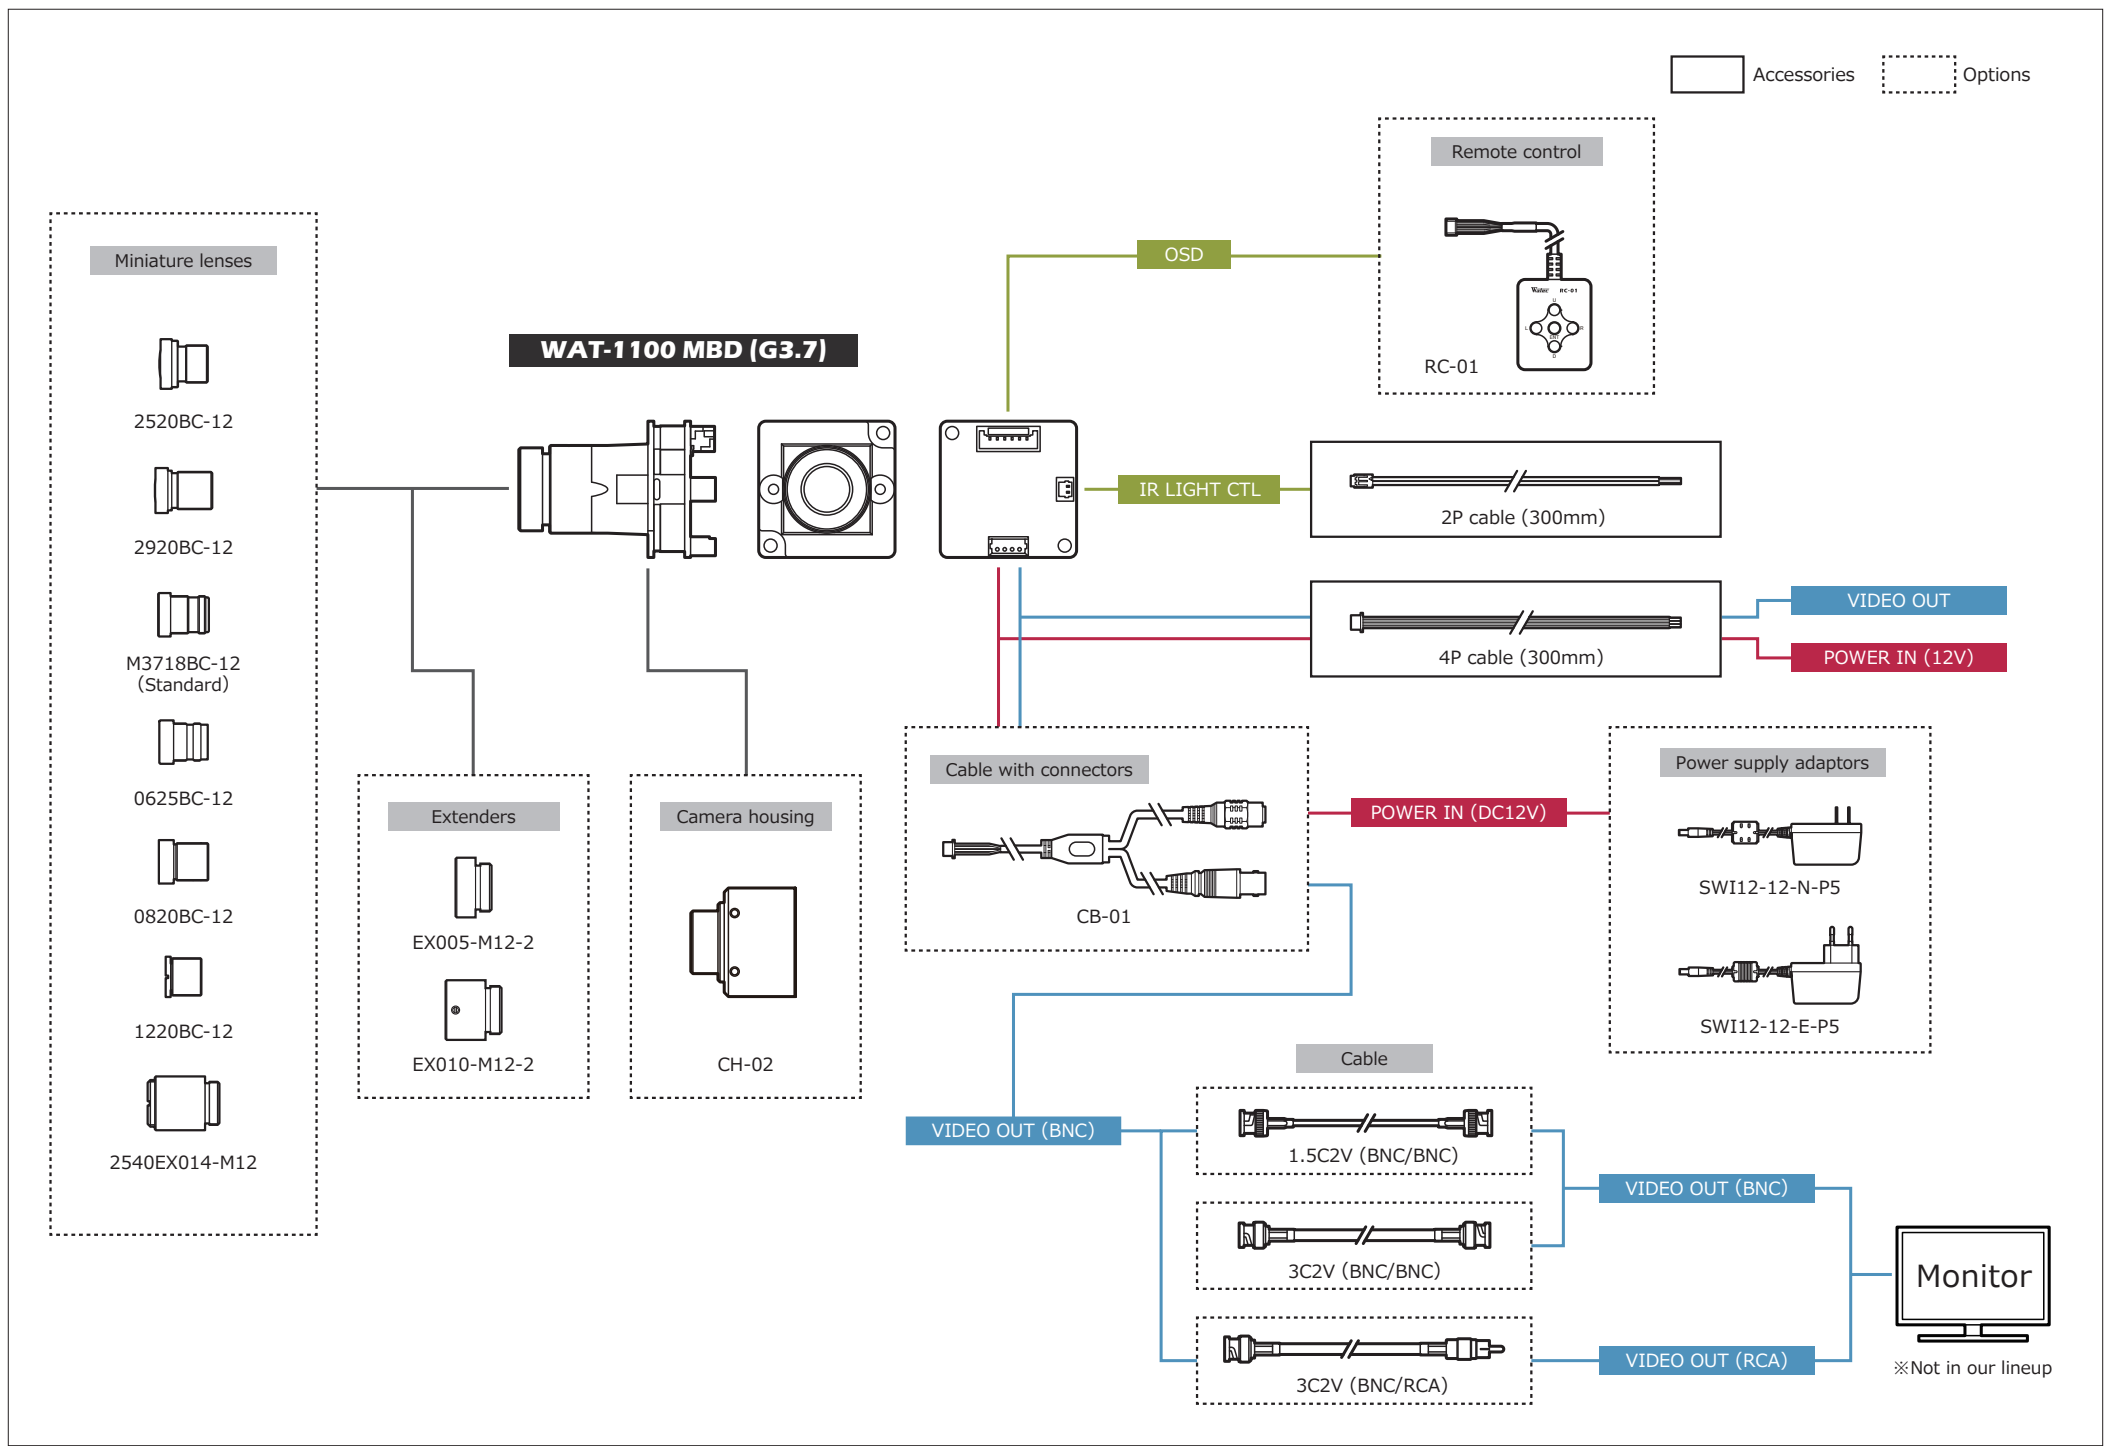 Accessories
Options
Remote control
Watec RC-01
U
L
R
ENT
D
RC-01
OSD
Miniature lenses
2520BC-12
2920BC-12
M3718BC-12
(Standard)
0625BC-12
0820BC-12
1220BC-12
2540EX014-M12
WAT-1100 MBD (G3.7)
IR LIGHT CTL
2P cable (300mm)
4P cable (300mm)
VIDEO OUT
POWER IN (12V)
Extenders
EX005-M12-2
EX010-M12-2
Camera housing
CH-02
Cable with connectors
CB-01
POWER IN (DC12V)
Power supply adaptors
SWI12-12-N-P5
SWI12-12-E-P5
Cable
VIDEO OUT (BNC)
1.5C2V (BNC/BNC)
3C2V (BNC/BNC)
3C2V (BNC/RCA)
VIDEO OUT (BNC)
VIDEO OUT (RCA)
Monitor
※Not in our lineup